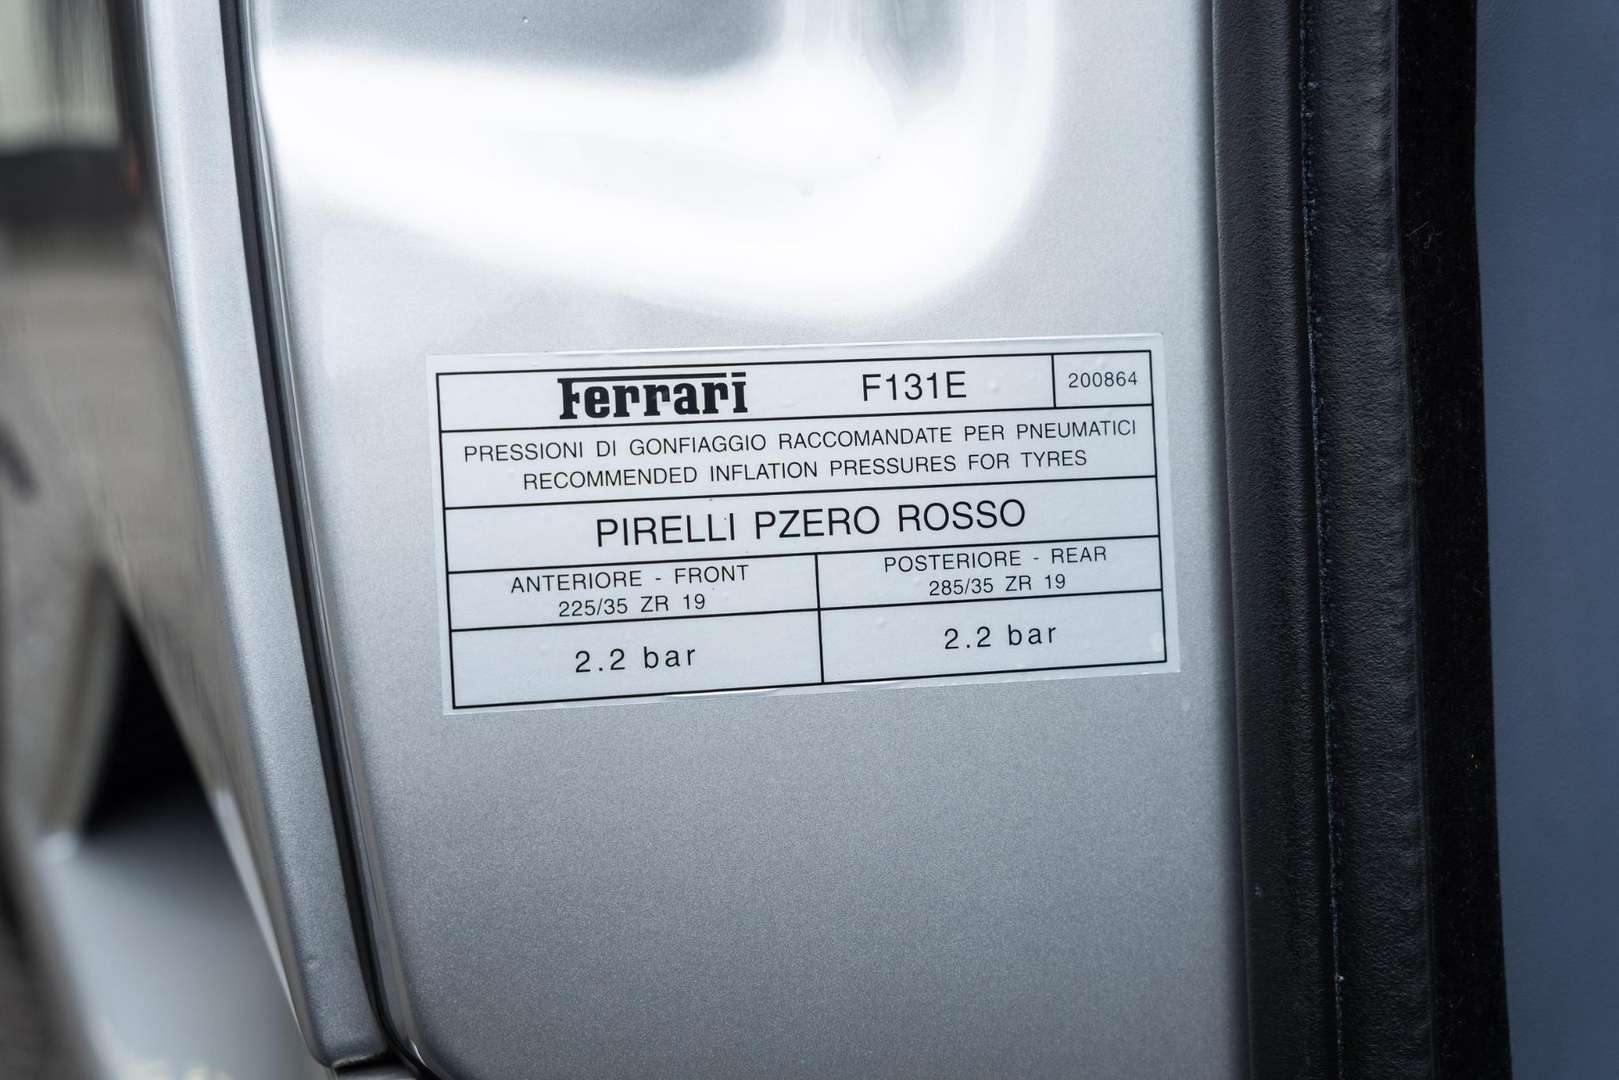 Ferrari F131E 200864
PRESSIONI DI GONFIAGGIO RACCOMANDATE PER PNEUMATICI
RECOMMENDED INFLATION PRESSURES FOR TYRES
PIRELLI PZERO ROSSO
ANTERIORE - FRONT
225/35 ZR 19
POSTERIORE - REAR
285/35 ZR 19
2.2 bar
2.2 bar